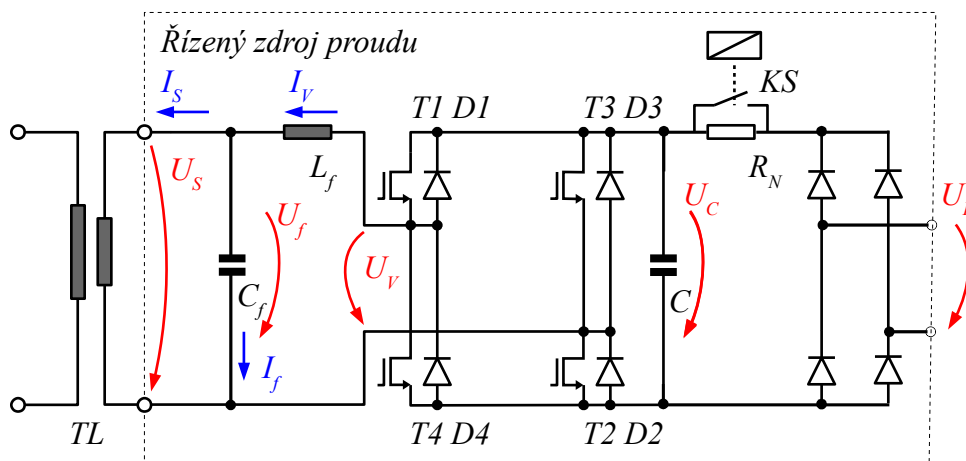 Řízený zdroj proudu
I_S
I_V
T1 D1
T3 D3
KS
U_S
L_f
R_N
U_f
U_C
U_V
C_f
C
I_f
TL
T4 D4
T2 D2